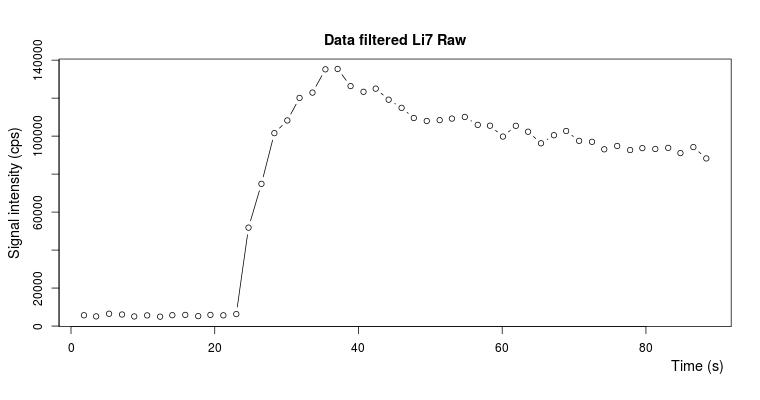 Data filtered Li7 Raw
Signal intensity (cps)
140000
100000
60000
20000
0
0 20 40 60 80
Time (s)